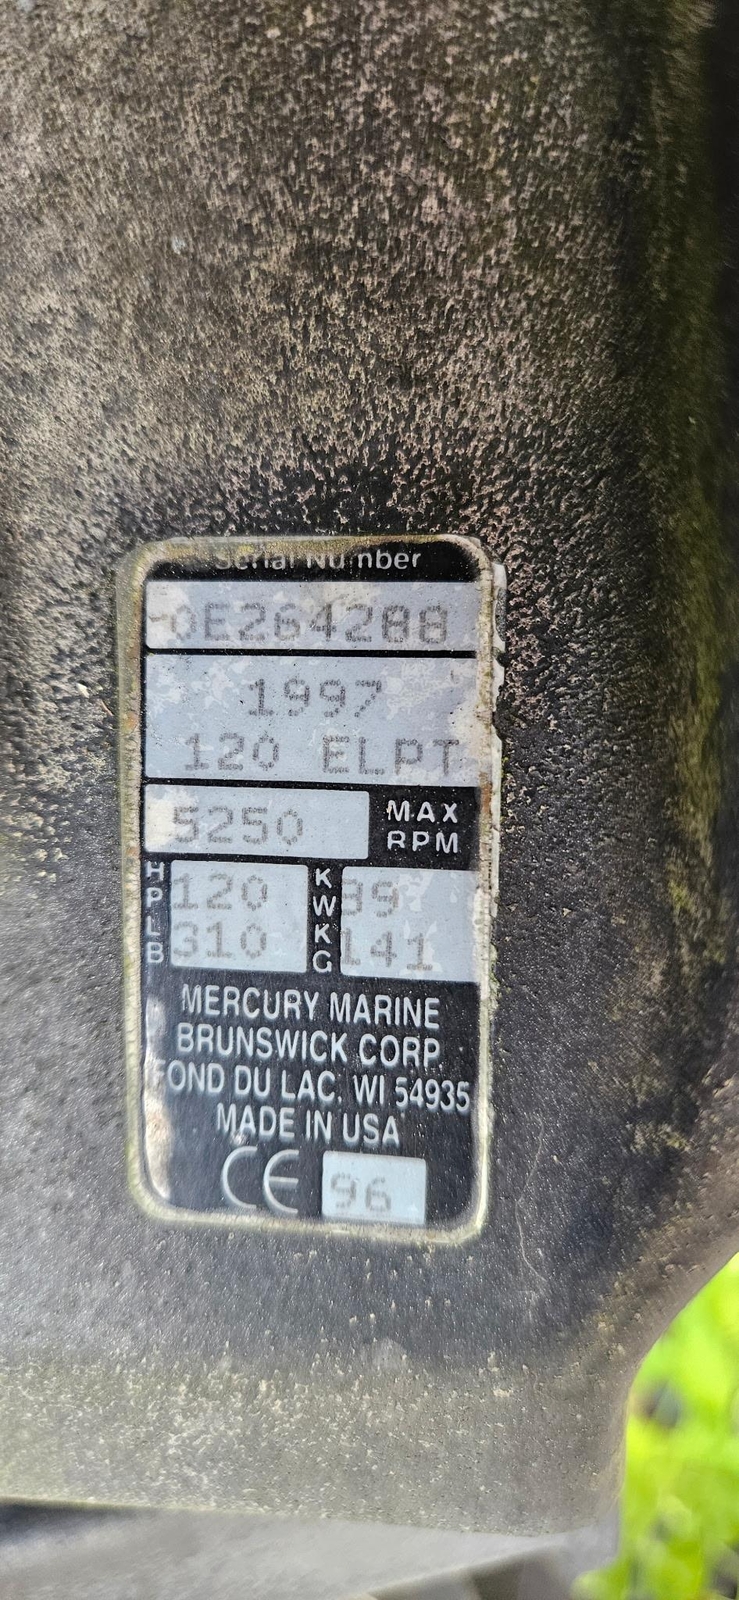 Serial Number
0E264288
1997
120 ELPT
5250 MAX RPM
HP 120 KW 89
LB 310 KG 141
MERCURY MARINE
BRUNSWICK CORP.
FOND DU LAC, WI 54935
MADE IN USA
CE 96